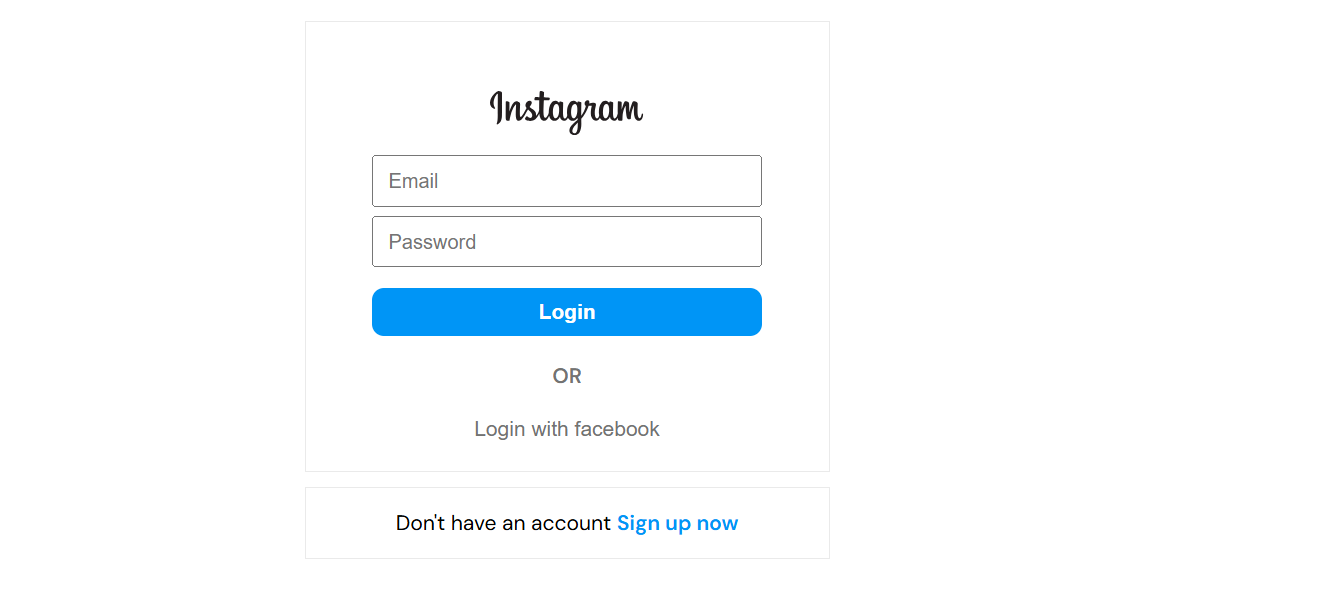 Instagram
Email
Password
Login
OR
Login with facebook
Don't have an account Sign up now